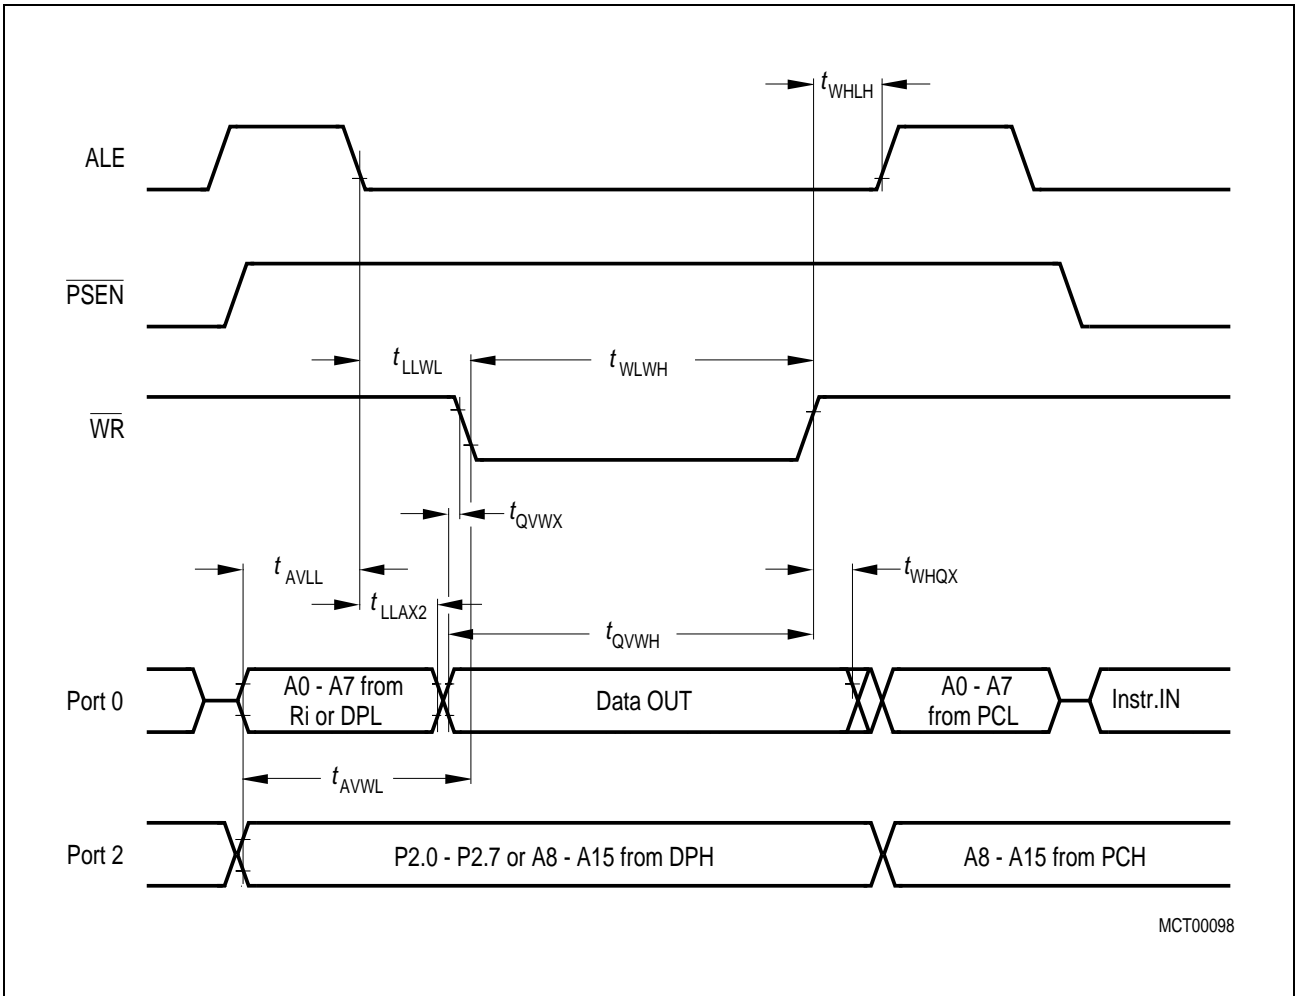 tWHLH
ALE
PSEN
tLLWL
tWLWH
WR
tQVWX
tAVLL
tWHQX
tLLAX2
tQVWH
Port 0
A0 - A7 from
Ri or DPL
Data OUT
A0 - A7
from PCL
Instr.IN
tAVWL
Port 2
P2.0 - P2.7 or A8 - A15 from DPH
A8 - A15 from PCH
MCT00098